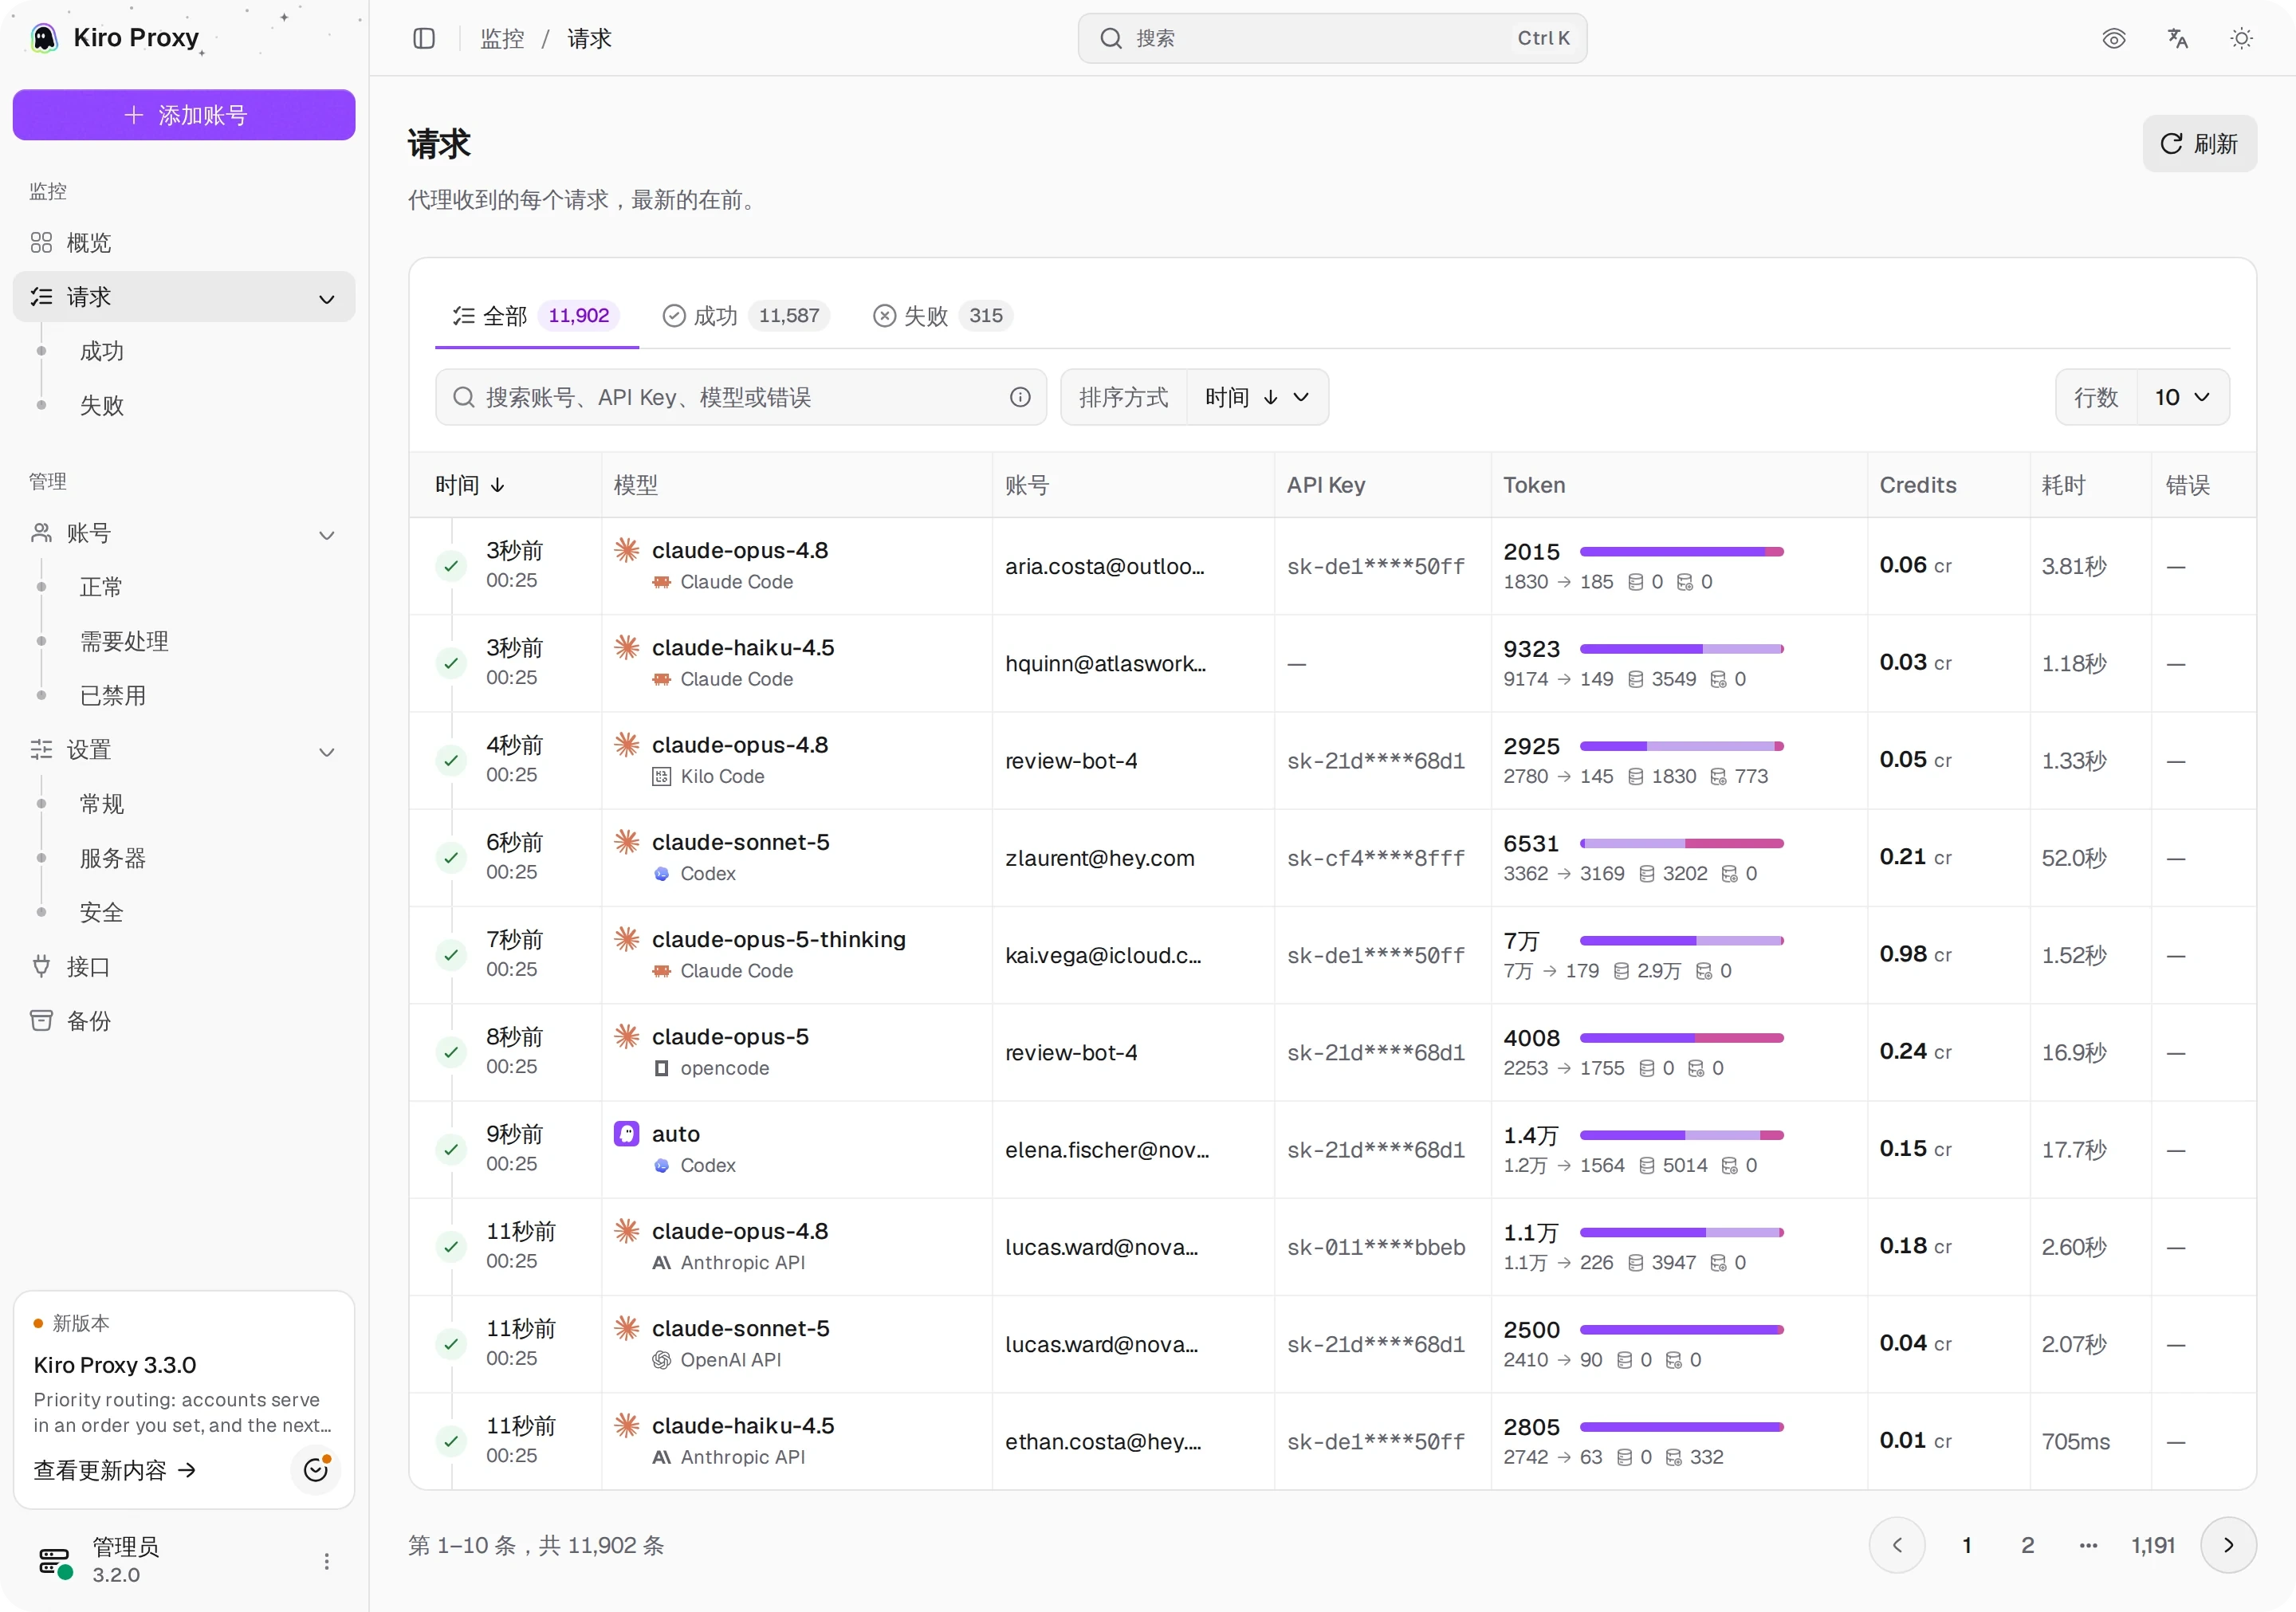 Kiro Proxy
添加账号
监控
概览
请求
成功
失败
管理
账号
正常
需要处理
已禁用
设置
常规
服务器
安全
接口
备份
新版本
Kiro Proxy 3.3.0
Priority routing: accounts serve
in an order you set, and the next...
查看更新内容
管理员
3.2.0
监控 / 请求
搜索 Ctrl K
请求
刷新
代理收到的每个请求，最新的在前。
全部 11,902 成功 11,587 失败 315
搜索账号、API Key、模型或错误 排序方式 时间 行数 10
时间 模型 账号 API Key Token Credits 耗时 错误
3秒前 claude-opus-4.8 aria.costa@outloo... sk-de1****50ff 2015 0.06 cr 3.81秒 —
00:25 Claude Code 1830 → 185 0 0
3秒前 claude-haiku-4.5 hquinn@atlaswork... — 9323 0.03 cr 1.18秒 —
00:25 Claude Code 9174 → 149 3549 0
4秒前 claude-opus-4.8 review-bot-4 sk-21d****68d1 2925 0.05 cr 1.33秒 —
00:25 Kilo Code 2780 → 145 1830 773
6秒前 claude-sonnet-5 zlaurent@hey.com sk-cf4****8fff 6531 0.21 cr 52.0秒 —
00:25 Codex 3362 → 3169 3202 0
7秒前 claude-opus-5-thinking kai.vega@icloud.c... sk-de1****50ff 7万 0.98 cr 1.52秒 —
00:25 Claude Code 7万 → 179 2.9万 0
8秒前 claude-opus-5 review-bot-4 sk-21d****68d1 4008 0.24 cr 16.9秒 —
00:25 opencode 2253 → 1755 0 0
9秒前 auto elena.fischer@nov... sk-21d****68d1 1.4万 0.15 cr 17.7秒 —
00:25 Codex 1.2万 → 1564 5014 0
11秒前 claude-opus-4.8 lucas.ward@nova... sk-011****bbeb 1.1万 0.18 cr 2.60秒 —
00:25 Anthropic API 1.1万 → 226 3947 0
11秒前 claude-sonnet-5 lucas.ward@nova... sk-21d****68d1 2500 0.04 cr 2.07秒 —
00:25 OpenAI API 2410 → 90 0 0
11秒前 claude-haiku-4.5 ethan.costa@hey.... sk-de1****50ff 2805 0.01 cr 705ms —
00:25 Anthropic API 2742 → 63 0 332
第 1–10 条，共 11,902 条 1 2 ... 1,191